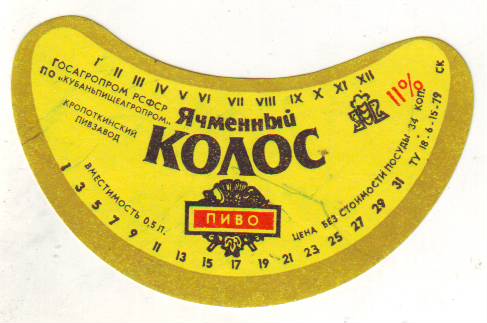 I II III IV V VI VII VIII IX X XI XII
ГОСАГРОПРОМ РСФСР
ПО "КУБАНЬПИЩЕАГРОПРОМ"
КРОПОТКИНСКИЙ
ПИВЗАВОД
Ячменный
КОЛОС
11%
СК
ПИВО
ВМЕСТИМОСТЬ 0,5 Л.
ЦЕНА БЕЗ СТОИМОСТИ ПОСУДЫ 34 КОП.
ТУ 18-6-15-79
1 3 5 7 9 11 13 15 17 19 21 23 25 27 29 31